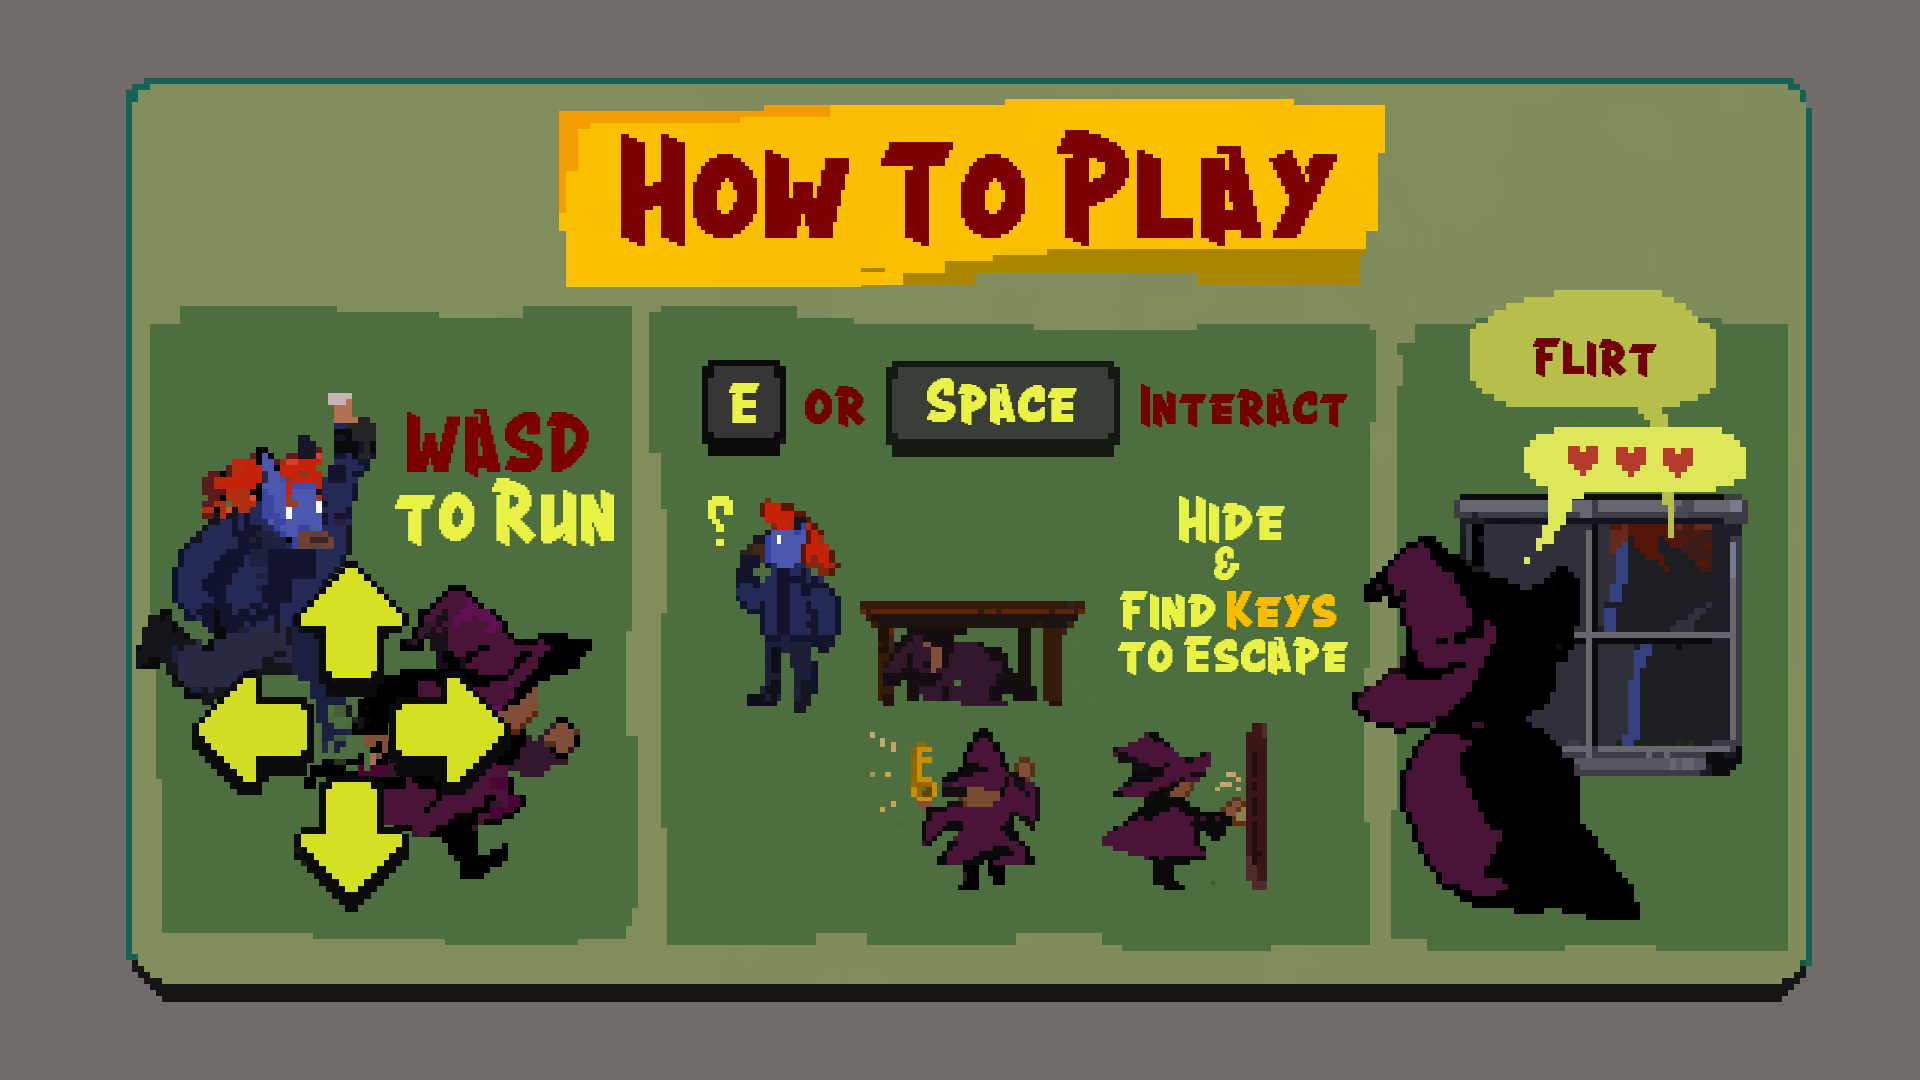 How To Play
WASD
to Run
E or Space Interact
?
Hide
&
Find Keys
to Escape
Flirt